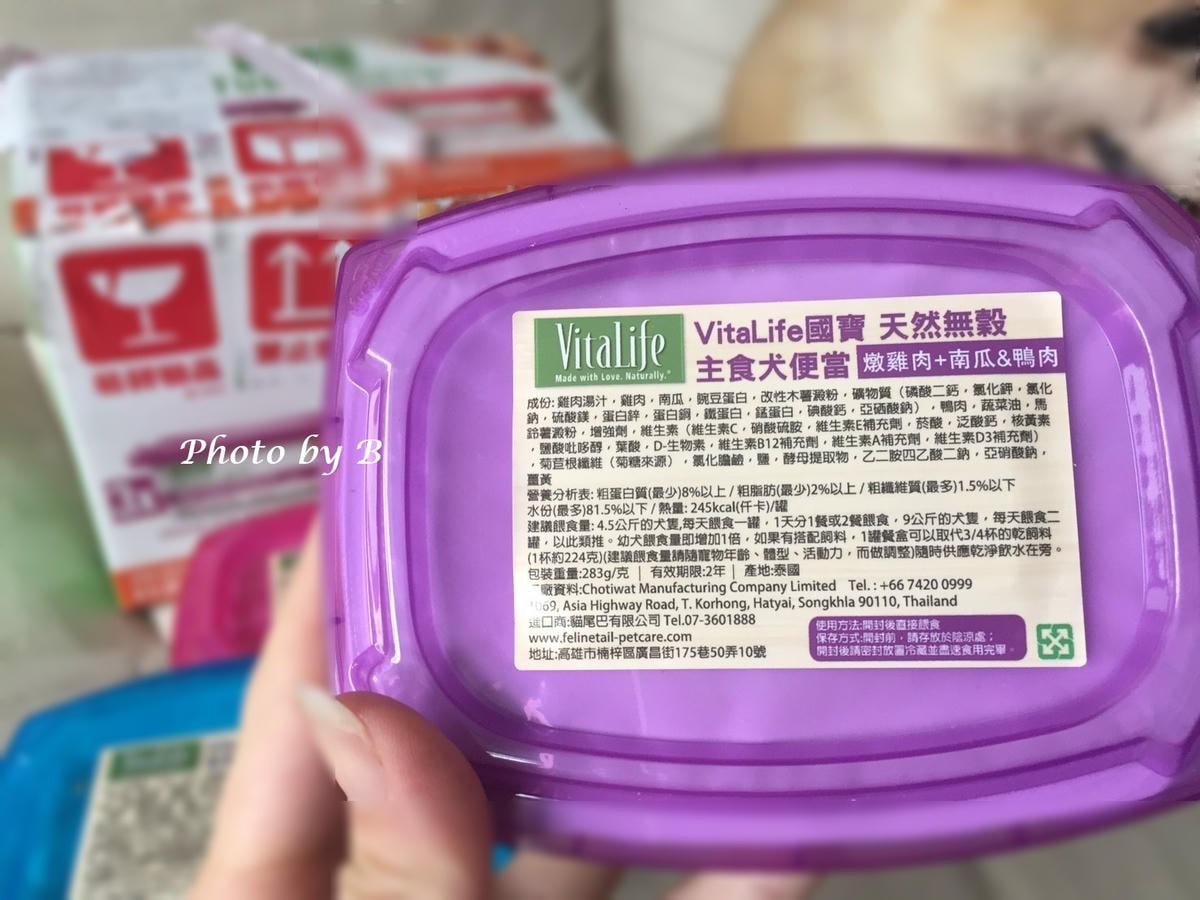 VitaLife
Made with Love. Naturally.®
VitaLife國寶 天然無穀
主食犬便當 燉雞肉+南瓜&鴨肉
成份: 雞肉湯汁，雞肉，南瓜，豌豆蛋白，改性木薯澱粉，礦物質（磷酸二鈣，氯化鉀，氯化
鈉，硫酸鎂，蛋白鋅，蛋白銅，鐵蛋白，錳蛋白，碘酸鈣，亞硒酸鈉），鴨肉，蔬菜油，馬
鈴薯澱粉，增強劑，維生素（維生素C，硝酸硫胺，維生素E補充劑，菸酸，泛酸鈣，核黃素
，鹽酸吡哆醇，葉酸，D-生物素，維生素B12補充劑，維生素A補充劑，維生素D3補充劑）
，菊苣根纖維（菊糖來源），氯化膽鹼，鹽，酵母提取物，乙二胺四乙酸二鈉，亞硝酸鈉，
薑黃
營養分析表: 粗蛋白質(最少)8%以上 / 粗脂肪(最少)2%以上 / 粗纖維質(最多)1.5%以下
水份(最多)81.5%以下 / 熱量: 245kcal(仟卡)/罐
建議餵食量: 4.5公斤的犬隻,每天餵食一罐，1天分1餐或2餐餵食，9公斤的犬隻，每天餵食二
罐，以此類推。幼犬餵食量即增加1倍，如果有搭配飼料，1罐餐盒可以取代3/4杯的乾飼料
(1杯約224克)(建議餵食量請隨寵物年齡、體型、活動力，而做調整)隨時供應乾淨飲水在旁。
包裝重量:283g/克 | 有效期限:2年 | 產地:泰國
廠資料:Chotiwat Manufacturing Company Limited Tel. : +66 7420 0999
1069, Asia Highway Road, T. Korhong, Hatyai, Songkhla 90110, Thailand
進口商:貓尾巴有限公司 Tel.07-3601888
www.felinetail-petcare.com
地址:高雄市楠梓區廣昌街175巷50弄10號
使用方法:開封後直接餵食
保存方式:開封前，請存放於陰涼處；
開封後請密封放置冷藏並盡速食用完畢。
Photo by B